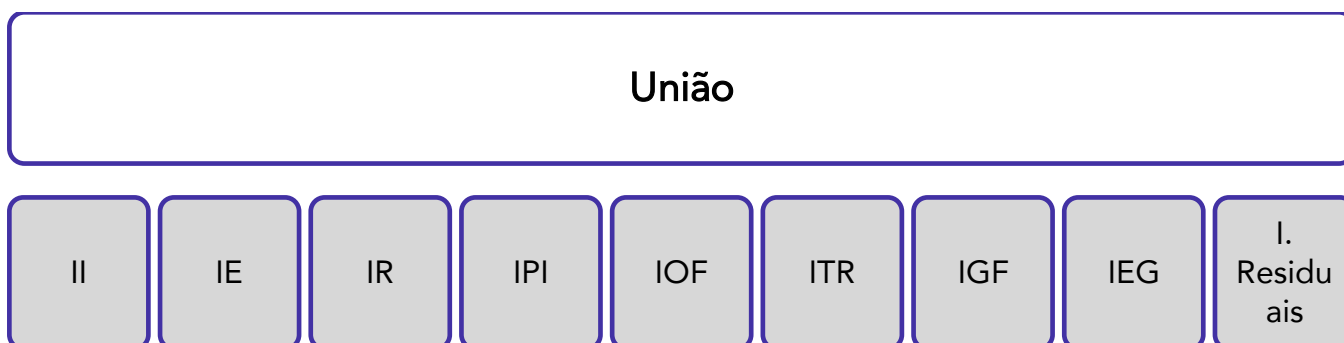 União
II
IE
IR
IPI
IOF
ITR
IGF
IEG
I.
Residu
ais